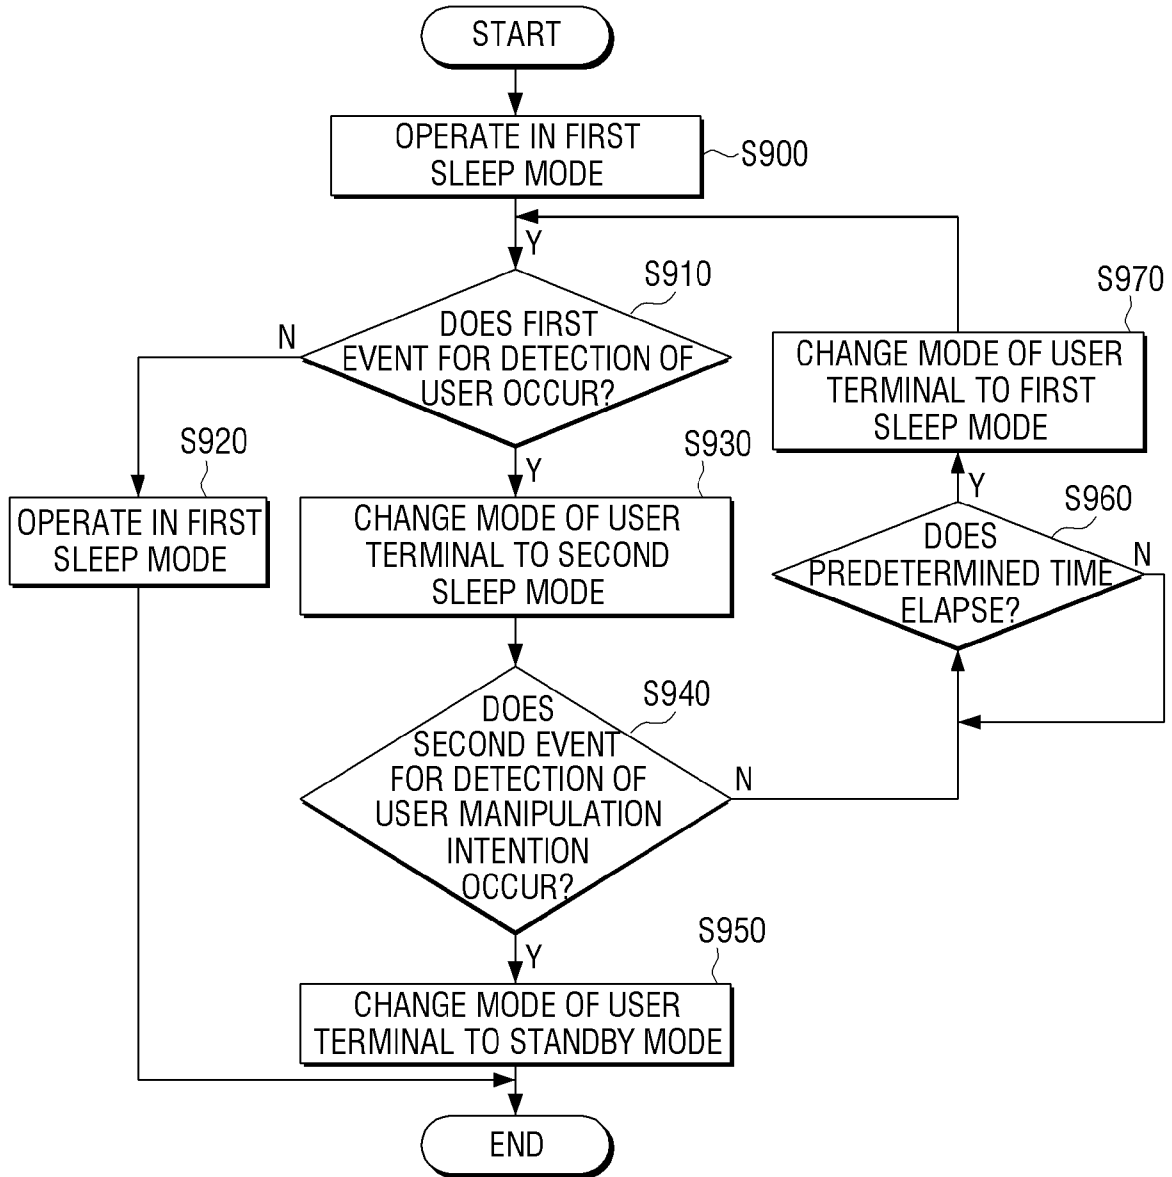 START
OPERATE IN FIRST
SLEEP MODE
S900
Y
S910
DOES FIRST
EVENT FOR DETECTION OF
USER OCCUR?
N
S920
OPERATE IN FIRST
SLEEP MODE
Y
S930
CHANGE MODE OF USER
TERMINAL TO SECOND
SLEEP MODE
S940
DOES
SECOND EVENT
FOR DETECTION OF
USER MANIPULATION
INTENTION
OCCUR?
N
Y
S950
CHANGE MODE OF USER
TERMINAL TO STANDBY MODE
S960
DOES
PREDETERMINED TIME
ELAPSE?
N
Y
S970
CHANGE MODE OF USER
TERMINAL TO FIRST
SLEEP MODE
END